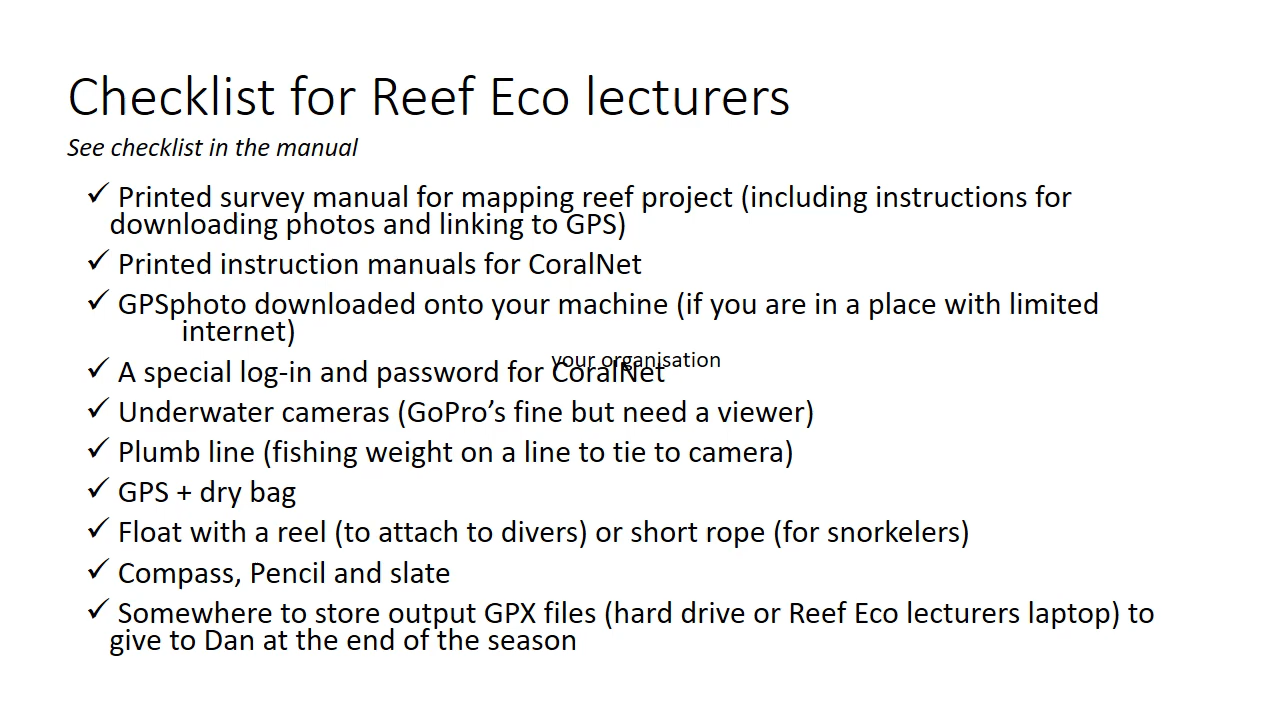 Checklist for Reef Eco lecturers
See checklist in the manual
✓ Printed survey manual for mapping reef project (including instructions for
downloading photos and linking to GPS)
✓ Printed instruction manuals for CoralNet
✓ GPSphoto downloaded onto your machine (if you are in a place with limited
internet)
your organisation
✓ A special log-in and password for CoralNet
✓ Underwater cameras (GoPro’s fine but need a viewer)
✓ Plumb line (fishing weight on a line to tie to camera)
✓ GPS + dry bag
✓ Float with a reel (to attach to divers) or short rope (for snorkelers)
✓ Compass, Pencil and slate
✓ Somewhere to store output GPX files (hard drive or Reef Eco lecturers laptop) to
give to Dan at the end of the season